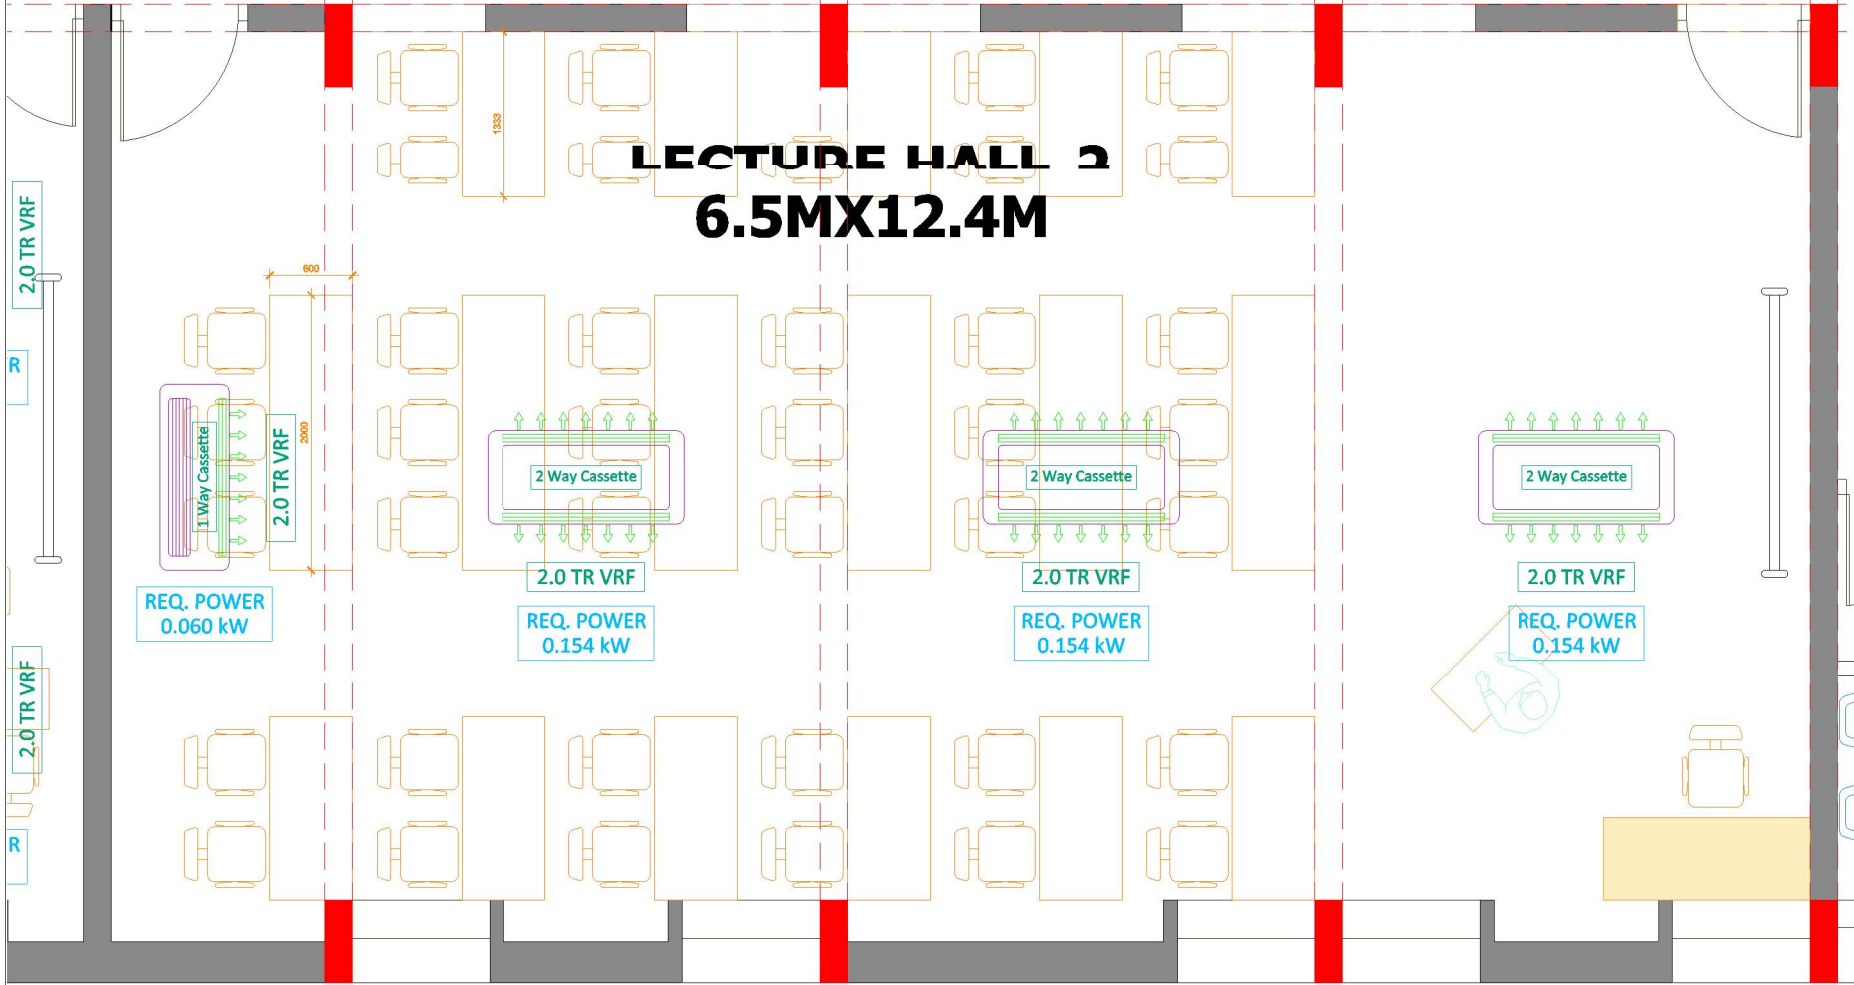 LECTURE HALL 2
6.5MX12.4M
1333
600
2000
2.0 TR VRF
R
2.0 TR VRF
R
1 Way Cassette
2.0 TR VRF
REQ. POWER
0.060 kW
2 Way Cassette
2.0 TR VRF
REQ. POWER
0.154 kW
2 Way Cassette
2.0 TR VRF
REQ. POWER
0.154 kW
2 Way Cassette
2.0 TR VRF
REQ. POWER
0.154 kW